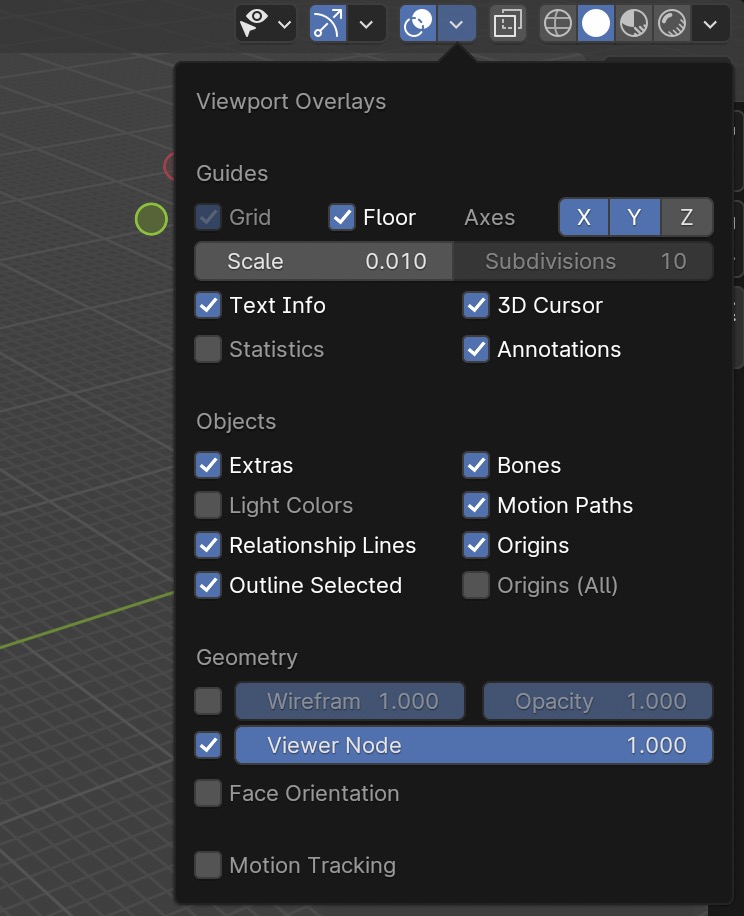 Viewport Overlays
Guides
Grid Floor Axes X Y Z
Scale 0.010 Subdivisions 10
Text Info 3D Cursor
Statistics Annotations
Objects
Extras Bones
Light Colors Motion Paths
Relationship Lines Origins
Outline Selected Origins (All)
Geometry
Wirefram 1.000 Opacity 1.000
Viewer Node 1.000
Face Orientation
Motion Tracking